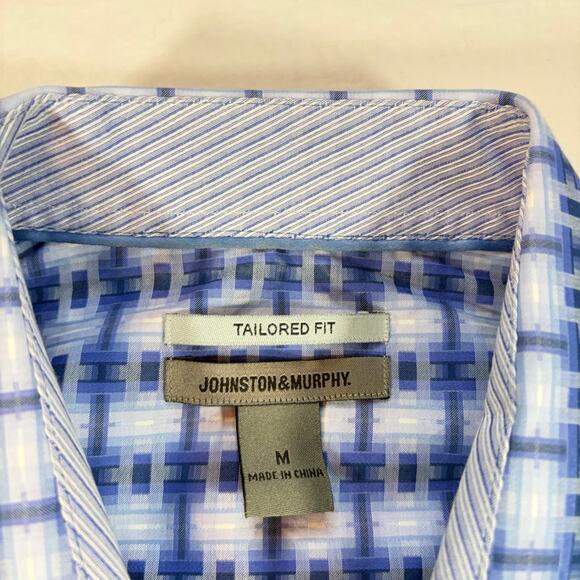 TAILORED FIT
JOHNSTON&MURPHY.
M
MADE IN CHINA